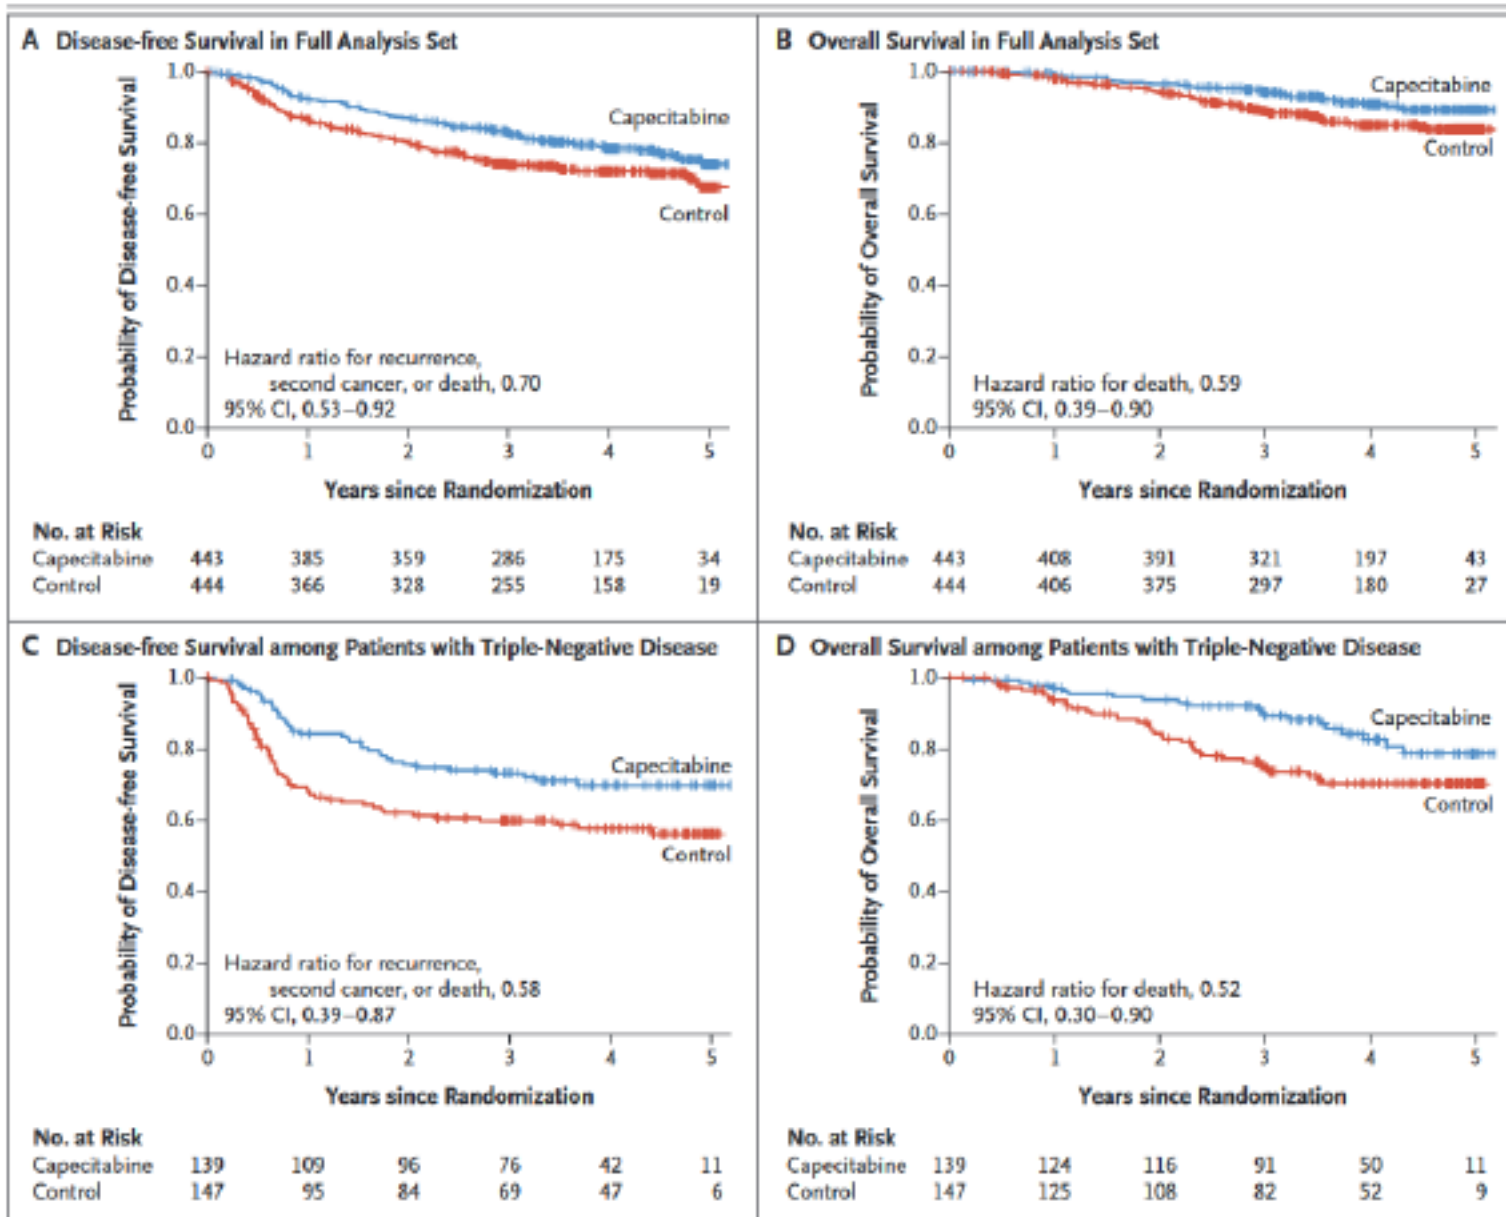 A Disease-free Survival in Full Analysis Set
Probability of Disease-free Survival
1.0
0.8
0.6
0.4
0.2
0.0
Capecitabine
Control
Hazard ratio for recurrence,
second cancer, or death, 0.70
95% CI, 0.53–0.92
0 1 2 3 4 5
Years since Randomization
No. at Risk
Capecitabine 443 385 359 286 175 34
Control 444 366 328 255 158 19
B Overall Survival in Full Analysis Set
Probability of Overall Survival
1.0
0.8
0.6
0.4
0.2
0.0
Capecitabine
Control
Hazard ratio for death, 0.59
95% CI, 0.39–0.90
0 1 2 3 4 5
Years since Randomization
No. at Risk
Capecitabine 443 408 391 321 197 43
Control 444 406 375 297 180 27
C Disease-free Survival among Patients with Triple-Negative Disease
Probability of Disease-free Survival
1.0
0.8
0.6
0.4
0.2
0.0
Capecitabine
Control
Hazard ratio for recurrence,
second cancer, or death, 0.58
95% CI, 0.39–0.87
0 1 2 3 4 5
Years since Randomization
No. at Risk
Capecitabine 139 109 96 76 42 11
Control 147 95 84 69 47 6
D Overall Survival among Patients with Triple-Negative Disease
Probability of Overall Survival
1.0
0.8
0.6
0.4
0.2
0.0
Capecitabine
Control
Hazard ratio for death, 0.52
95% CI, 0.30–0.90
0 1 2 3 4 5
Years since Randomization
No. at Risk
Capecitabine 139 124 116 91 50 11
Control 147 125 108 82 52 9